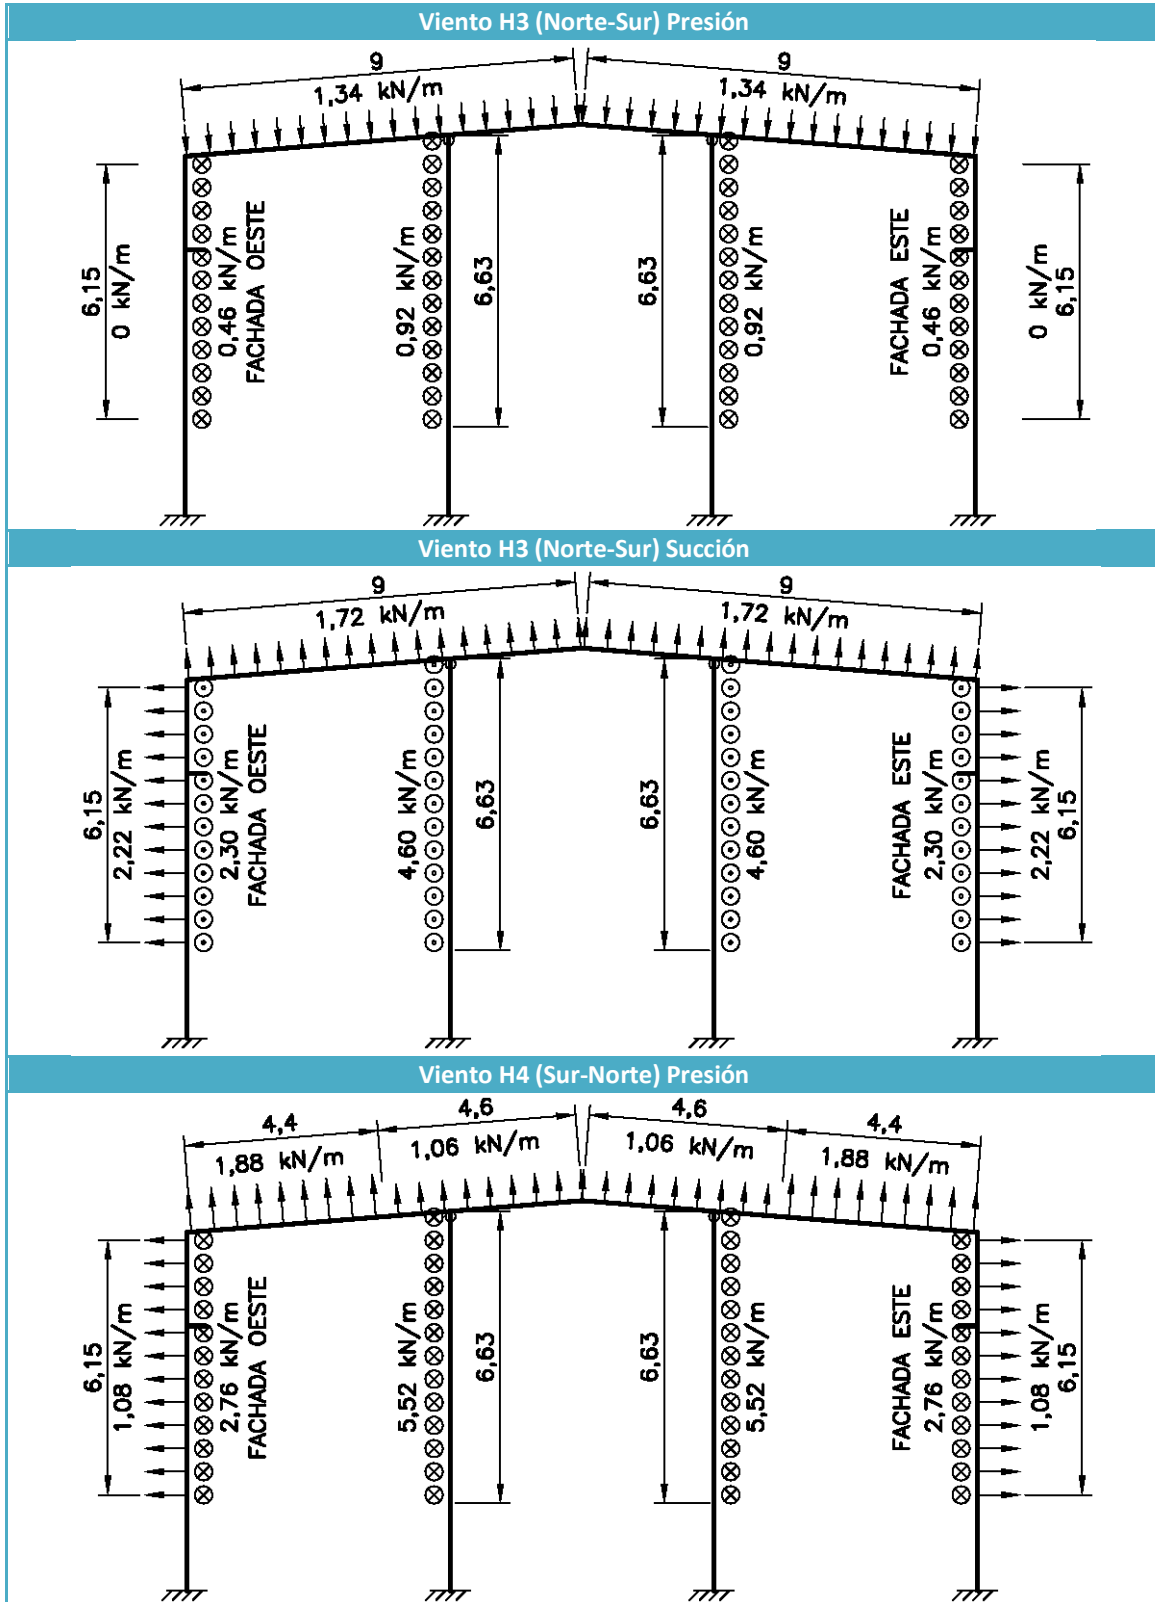 Viento H3 (Norte-Sur) Presión
9
9
1,34 kN/m
1,34 kN/m
6,15
0 kN/m
0,46 kN/m
FACHADA OESTE
0,92 kN/m
6,63
6,63
0,92 kN/m
FACHADA ESTE
0,46 kN/m
0 kN/m
6,15
Viento H3 (Norte-Sur) Succión
9
9
1,72 kN/m
1,72 kN/m
6,15
2,22 kN/m
2,30 kN/m
FACHADA OESTE
4,60 kN/m
6,63
6,63
4,60 kN/m
FACHADA ESTE
2,30 kN/m
2,22 kN/m
6,15
Viento H4 (Sur-Norte) Presión
4,4
4,6
4,6
4,4
1,88 kN/m
1,06 kN/m
1,06 kN/m
1,88 kN/m
6,15
1,08 kN/m
2,76 kN/m
FACHADA OESTE
5,52 kN/m
6,63
6,63
5,52 kN/m
FACHADA ESTE
2,76 kN/m
1,08 kN/m
6,15